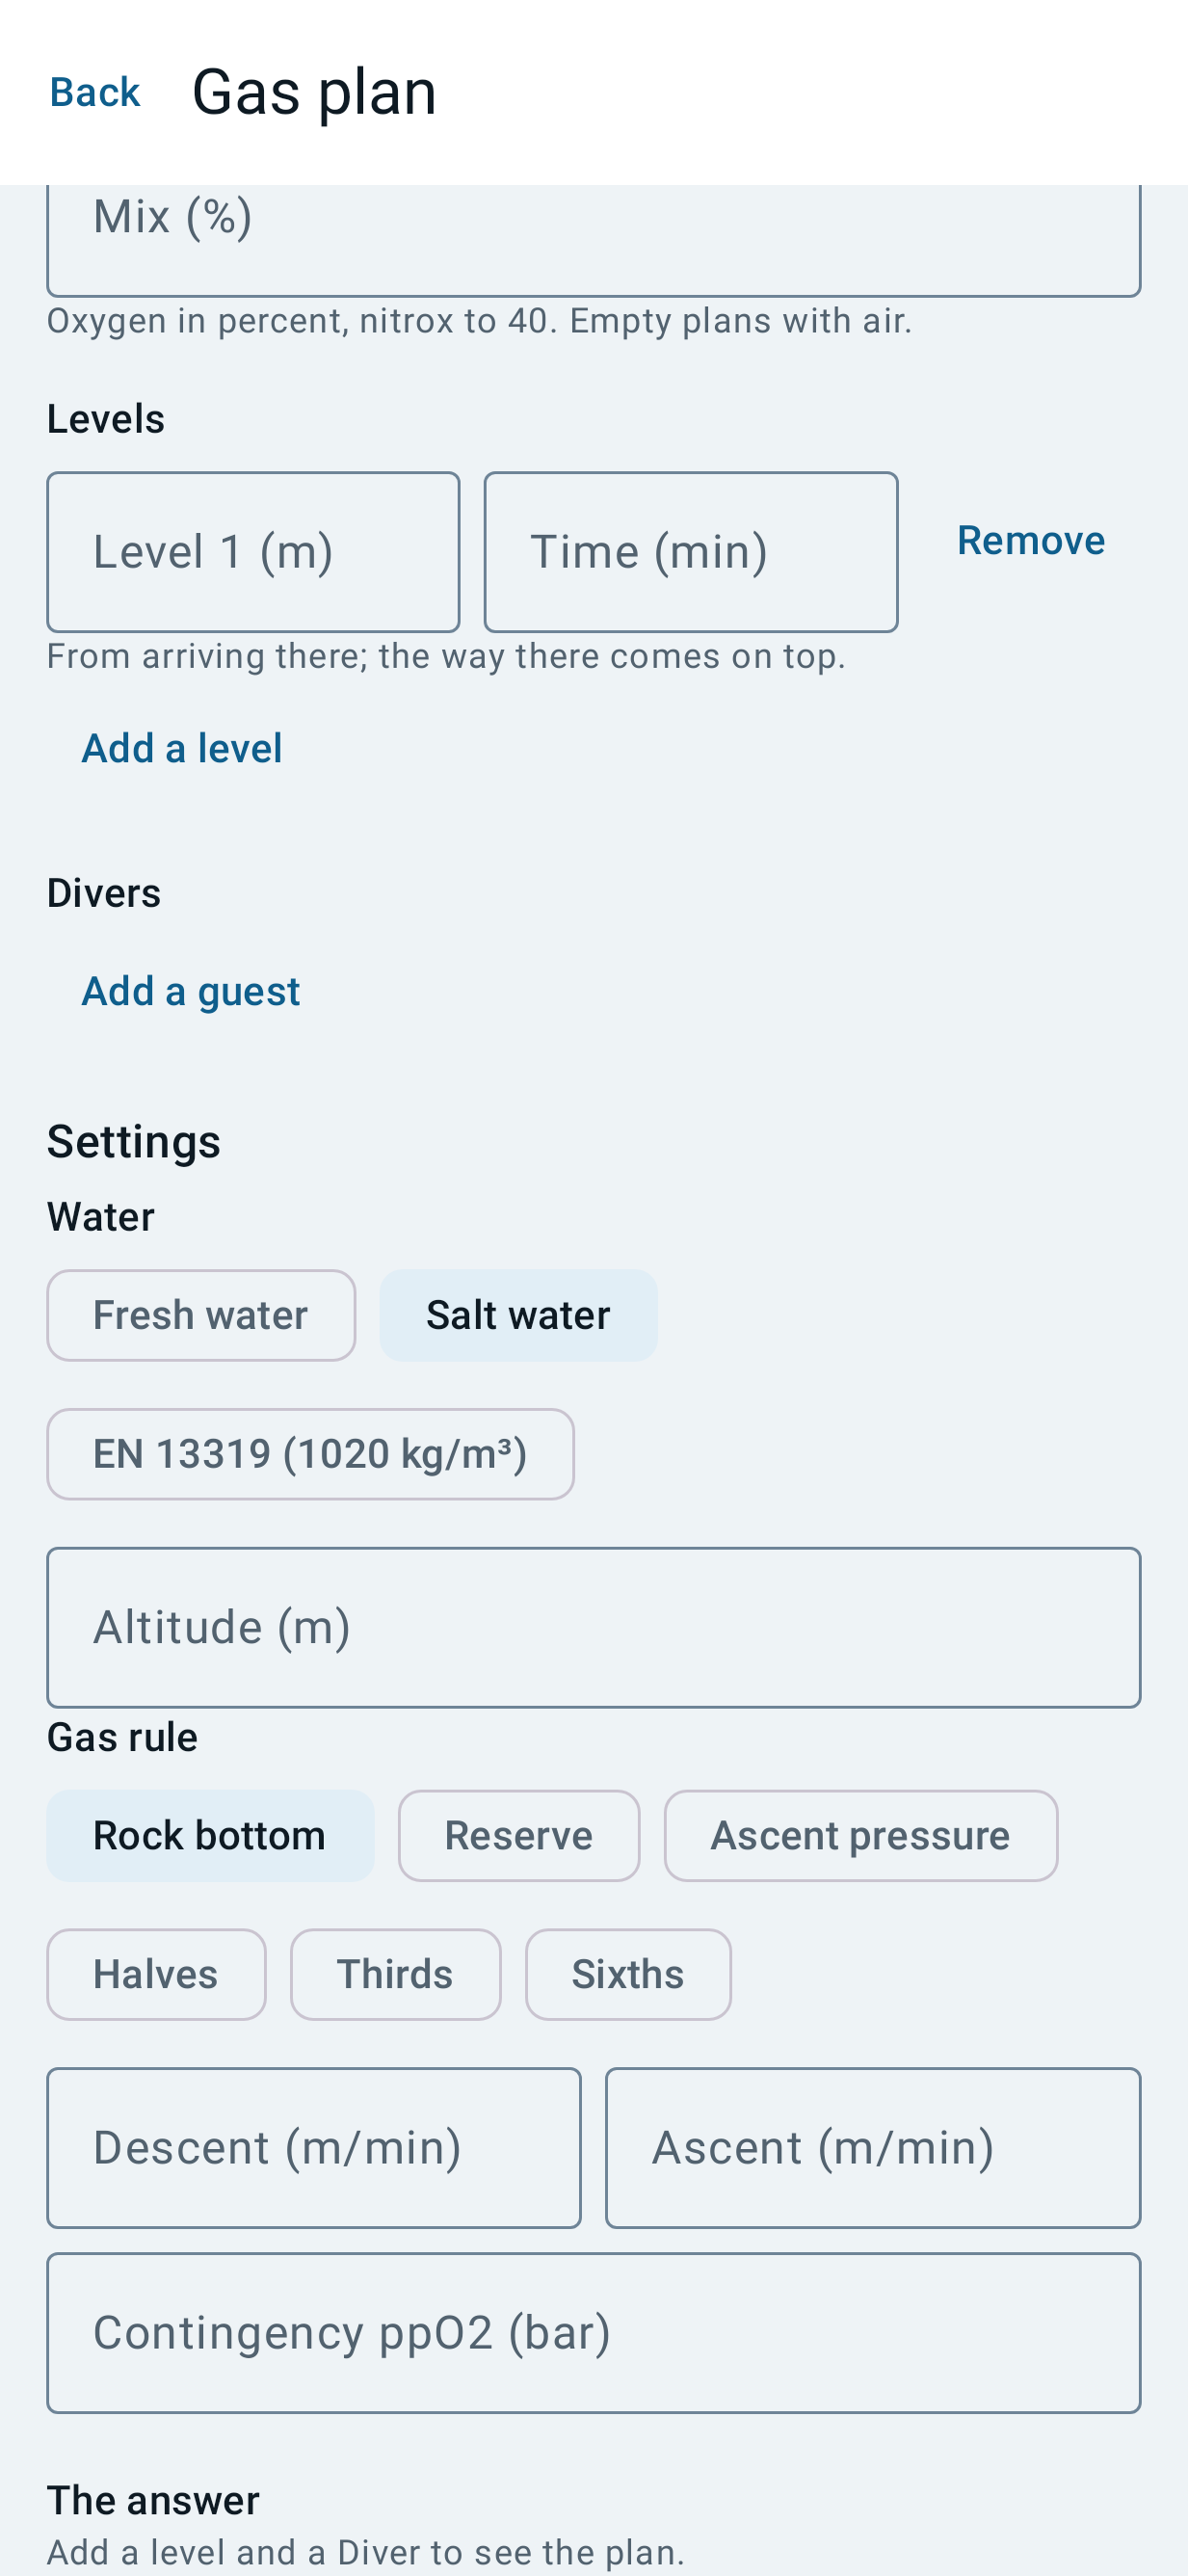 Back Gas plan
Mix (%)
Oxygen in percent, nitrox to 40. Empty plans with air.
Levels
Level 1 (m) Time (min) Remove
From arriving there; the way there comes on top.
Add a level
Divers
Add a guest
Settings
Water
Fresh water Salt water
EN 13319 (1020 kg/m³)
Altitude (m)
Gas rule
Rock bottom Reserve Ascent pressure
Halves Thirds Sixths
Descent (m/min) Ascent (m/min)
Contingency ppO2 (bar)
The answer
Add a level and a Diver to see the plan.